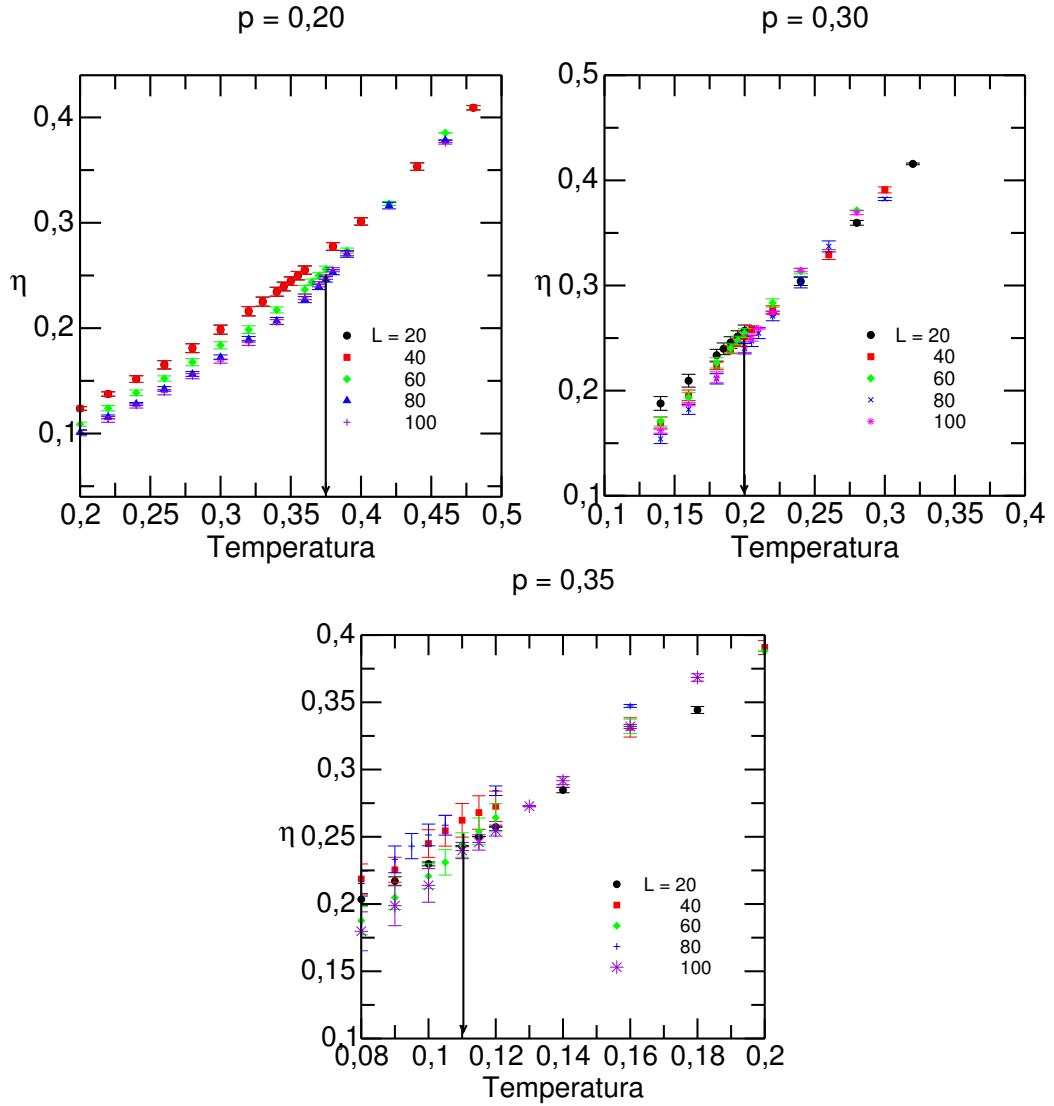 p = 0,20
0,4
0,3
0,2
0,1
η
L = 20
40
60
80
100
0,2 0,25 0,3 0,35 0,4 0,45 0,5
Temperatura
p = 0,30
0,5
0,4
0,3
0,2
0,1
η
L = 20
40
60
80
100
0,1 0,15 0,2 0,25 0,3 0,35 0,4
Temperatura
p = 0,35
0,4
0,35
0,3
0,25
0,2
0,15
0,1
η
L = 20
40
60
80
100
0,08 0,1 0,12 0,14 0,16 0,18 0,2
Temperatura